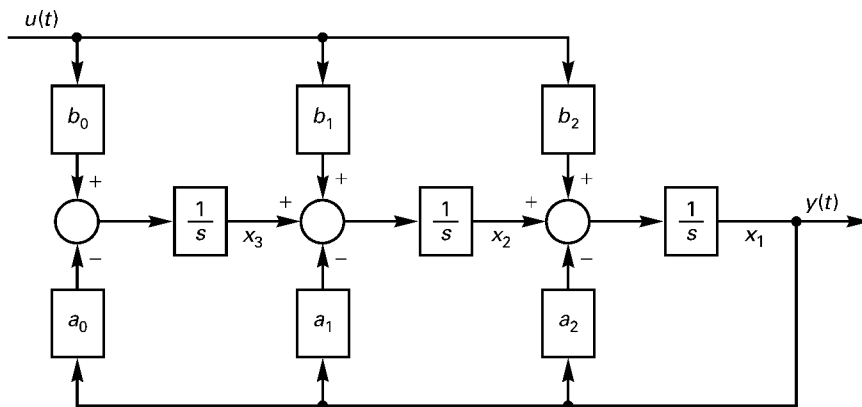 u(t)
b₀ b₁ b₂
+ + +
1/s + 1/s + 1/s y(t)
x₃ x₂ x₁
− − −
a₀ a₁ a₂